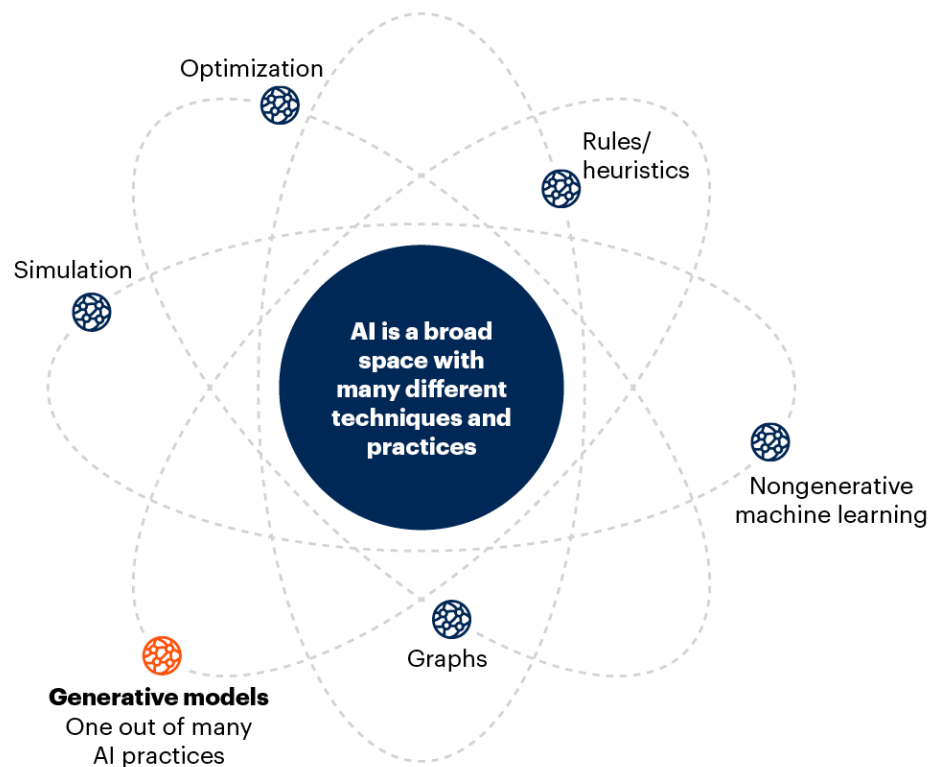 Optimization
Rules/
heuristics
Simulation
AI is a broad
space with
many different
techniques and
practices
Nongenerative
machine learning
Graphs
Generative models
One out of many
AI practices